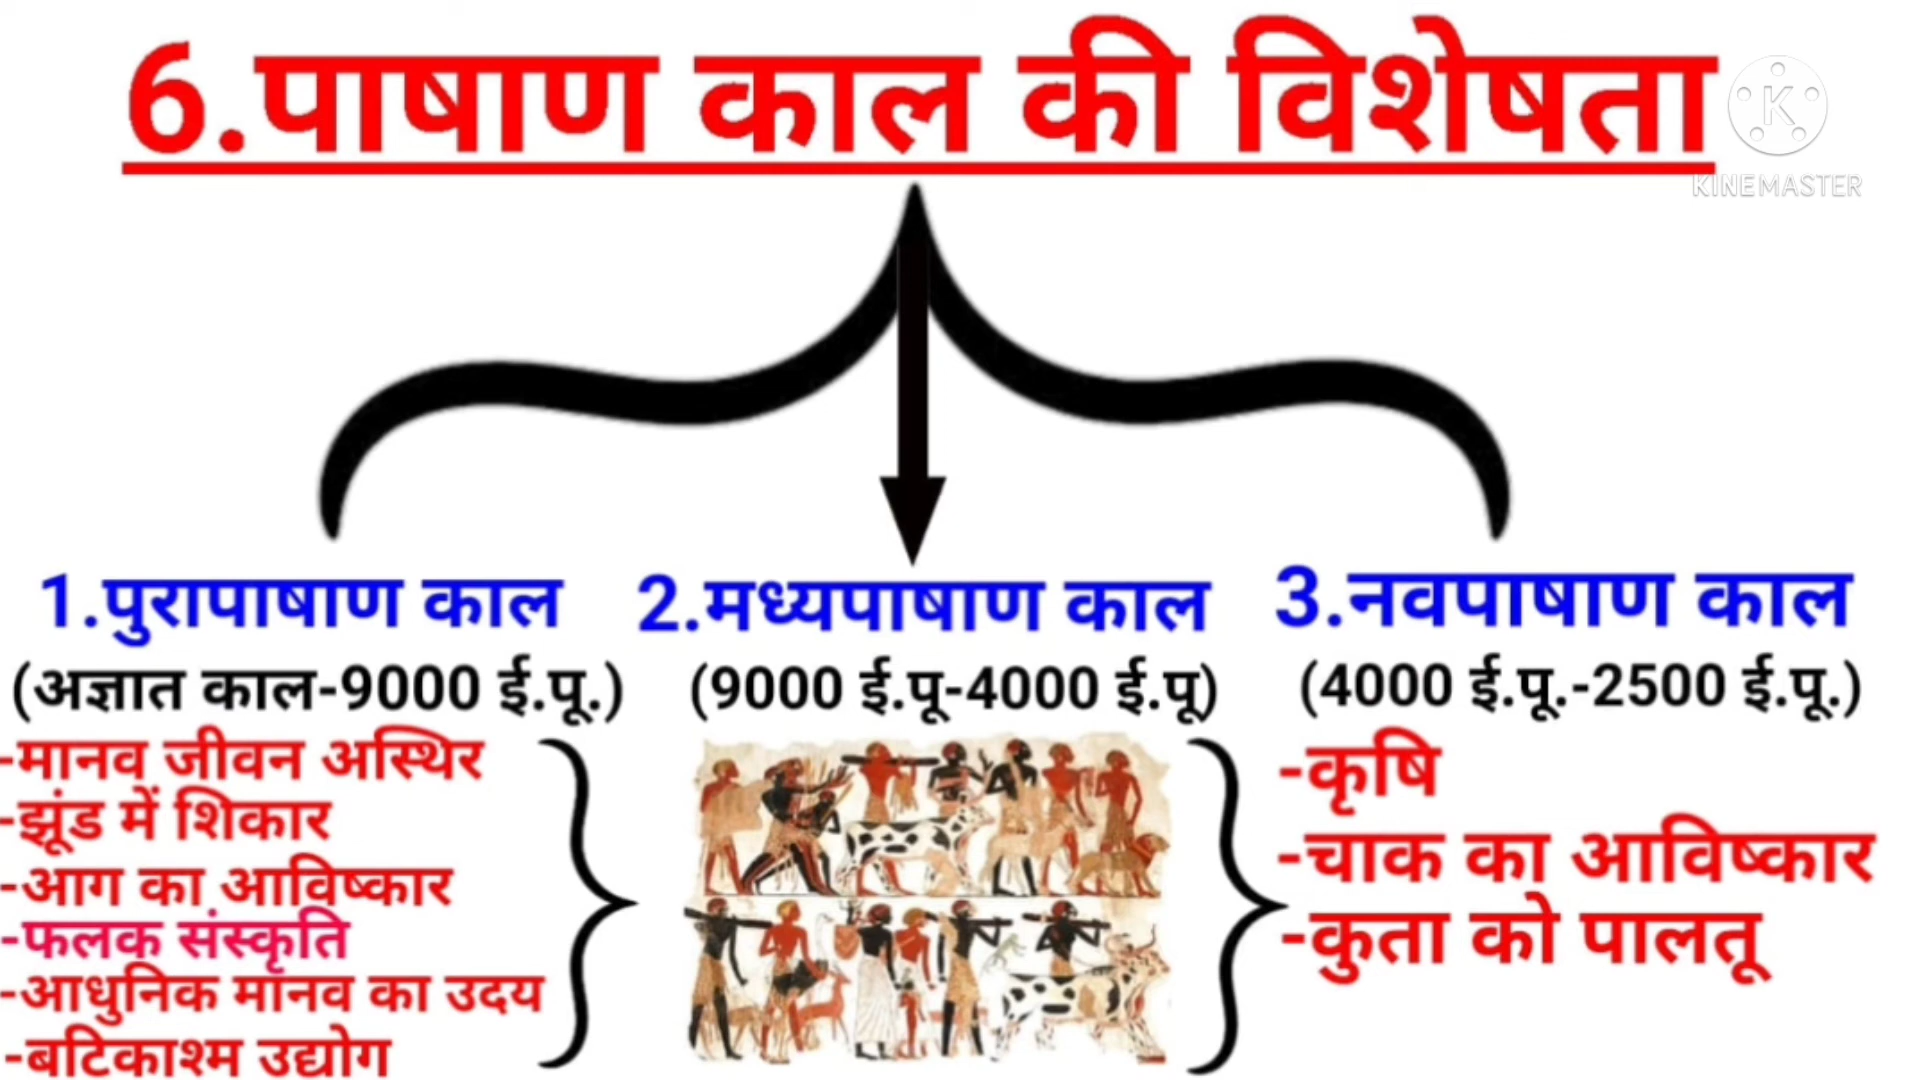 6.पाषाण काल की विशेषता
KINEMASTER
1.पुरापाषाण काल
(अज्ञात काल-9000 ई.पू.)
-मानव जीवन अस्थिर
-झूंड में शिकार
-आग का आविष्कार
-फलक संस्कृति
-आधुनिक मानव का उदय
-बटिकाश्म उद्योग
2.मध्यपाषाण काल
(9000 ई.पू-4000 ई.पू)
3.नवपाषाण काल
(4000 ई.पू.-2500 ई.पू.)
-कृषि
-चाक का आविष्कार
-कुता को पालतू